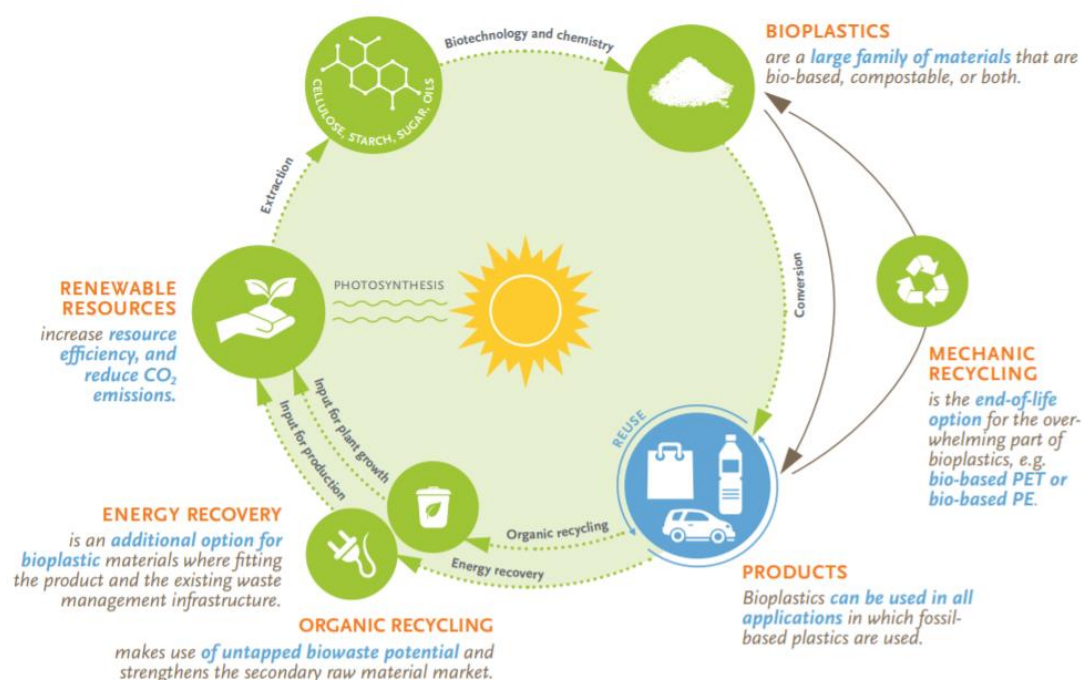 Biotechnology and chemistry
CELLULOSE, STARCH, SUGAR, OILS
BIOPLASTICS
are a large family of materials that are
bio-based, compostable, or both.
Extraction
Conversion
PHOTOSYNTHESIS
RENEWABLE
RESOURCES
increase resource
efficiency, and
reduce CO₂
emissions.
MECHANIC
RECYCLING
is the end-of-life
option for the over-
whelming part of
bioplastics, e.g.
bio-based PET or
bio-based PE.
Input for plant growth
Input for production
REUSE
Organic recycling
Energy recovery
ENERGY RECOVERY
is an additional option for
bioplastic materials where fitting
the product and the existing waste
management infrastructure.
PRODUCTS
Bioplastics can be used in all
applications in which fossil-
based plastics are used.
ORGANIC RECYCLING
makes use of untapped biowaste potential and
strengthens the secondary raw material market.